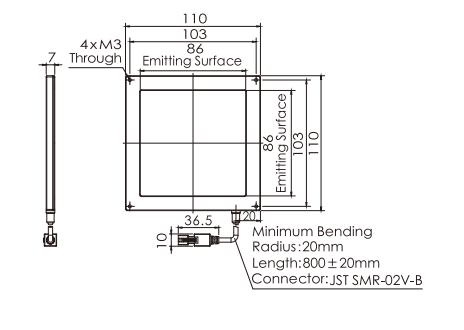 110
103
86
Emitting Surface
4xM3
Through
7
86
Emitting Surface
103
110
20
36.5
10
Minimum Bending
Radius:20mm
Length:800±20mm
Connector:JST SMR-02V-B